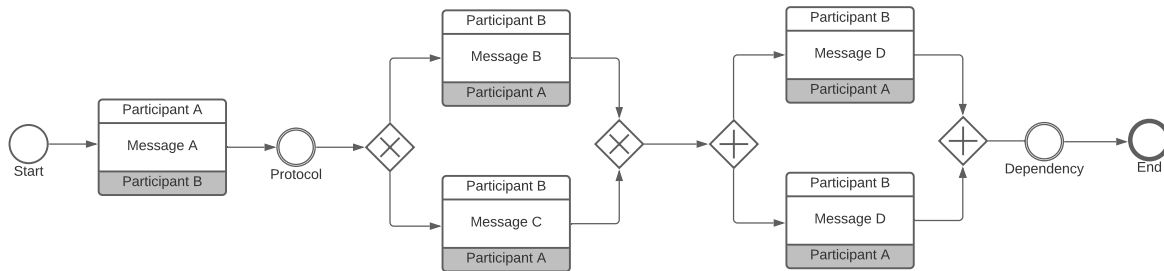 Start
Participant A
Message A
Participant B
Protocol
Participant B
Message B
Participant A
Participant B
Message C
Participant A
Participant B
Message D
Participant A
Participant B
Message D
Participant A
Dependency
End